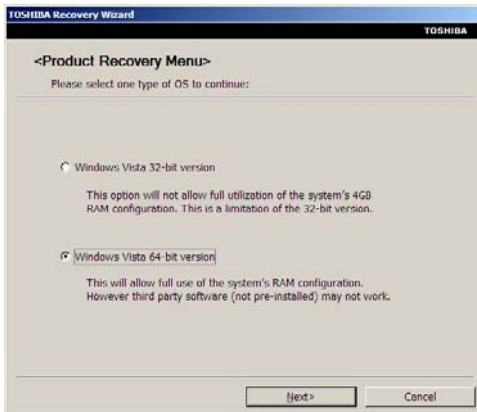 TOSHIBA Recovery Wizard
TOSHIBA
<Product Recovery Menu>
Please select one type of OS to continue:
Windows Vista 32-bit version
This option will not allow full utilization of the system's 4GB
RAM configuration. This is a limitation of the 32-bit version.
Windows Vista 64-bit version
This will allow full use of the system's RAM configuration.
However third party software (not pre-installed) may not work.
Next>
Cancel